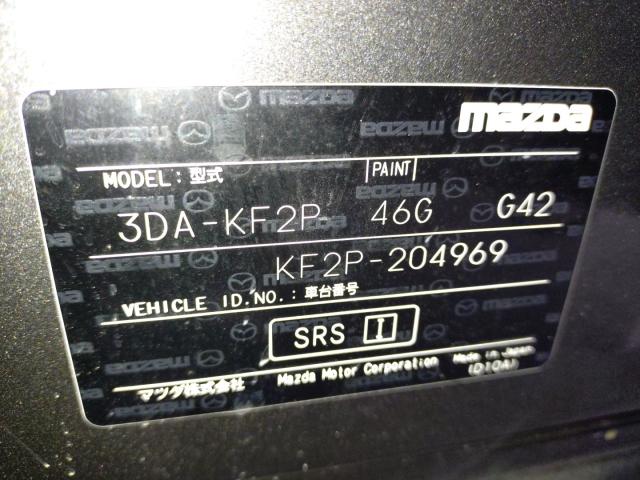 mazda
MODEL: 型式 PAINT
3DA-KF2P 46G G42
KF2P-204969
VEHICLE ID.NO.: 車台番号
SRS I
マツダ株式会社 Mazda Motor Corporation Made in Japan
(D10A)